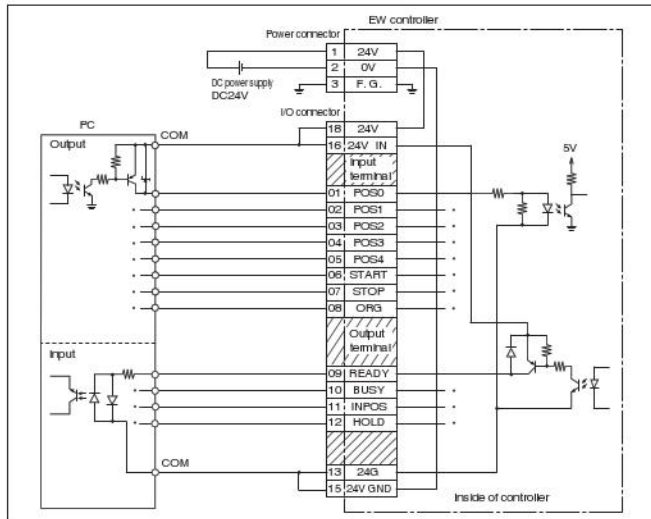 EW controller
Power connector
1 24V
2 0V
3 F. G.
DC power supply
DC24V
I/O connector
PC
COM
18 24V
Output
16 24V IN
5V
Input
terminal
01 POS0
02 POS1
03 POS2
04 POS3
05 POS4
06 START
07 STOP
08 ORG
Output
terminal
Input
09 READY
10 BUSY
11 INPOS
12 HOLD
COM
13 24G
15 24V GND
Inside of controller